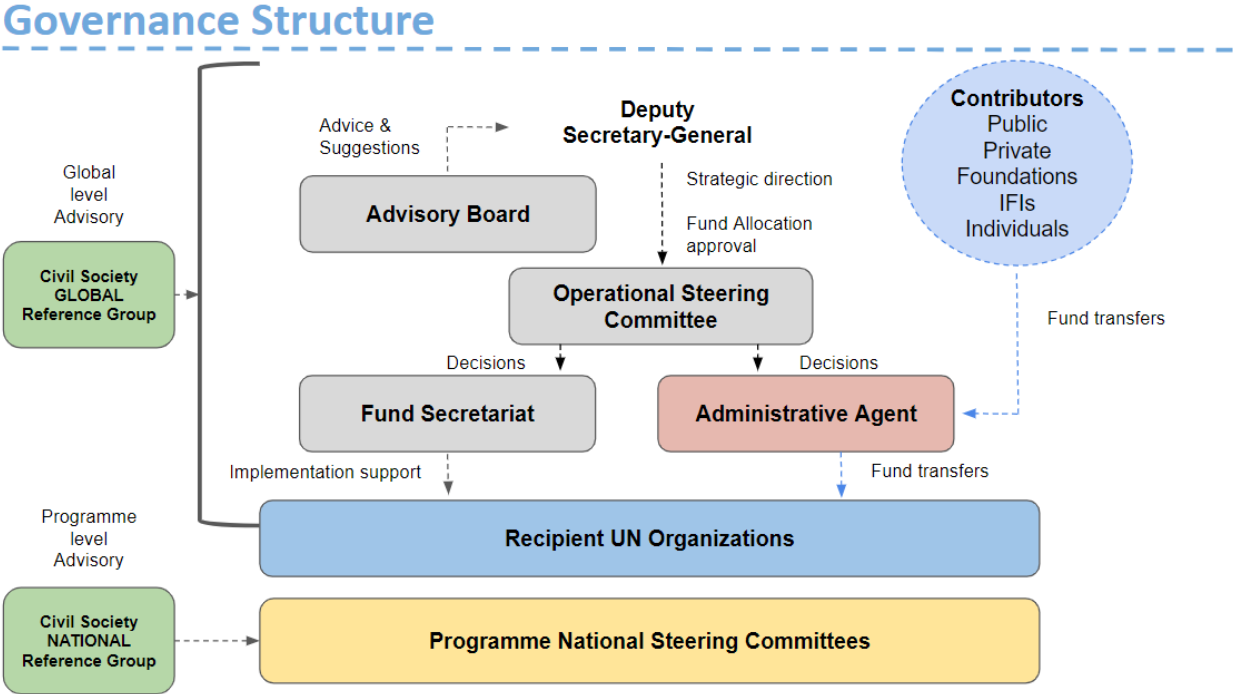 Governance Structure
Contributors
Public
Private
Foundations
IFIs
Individuals
Deputy
Secretary-General
Advice &
Suggestions
Global
level
Advisory
Strategic direction
Advisory Board
Fund Allocation
approval
Civil Society
GLOBAL
Reference Group
Operational Steering
Committee
Fund transfers
Decisions
Decisions
Fund Secretariat
Administrative Agent
Implementation support
Fund transfers
Programme
level
Advisory
Recipient UN Organizations
Civil Society
NATIONAL
Reference Group
Programme National Steering Committees